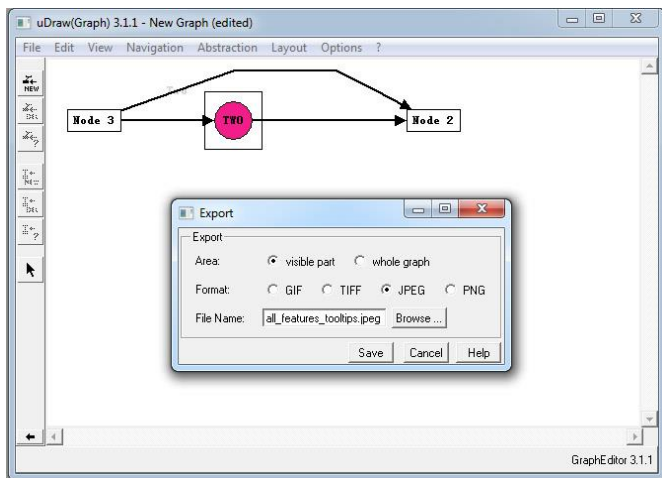 uDraw(Graph) 3.1.1 - New Graph (edited)
File Edit View Navigation Abstraction Layout Options ?
NEW
DEL
Node 3
TWO
Node 2
Export
Export
Area: visible part whole graph
Format: GIF TIFF JPEG PNG
File Name: all_features_tooltips.jpeg Browse ...
Save Cancel Help
GraphEditor 3.1.1